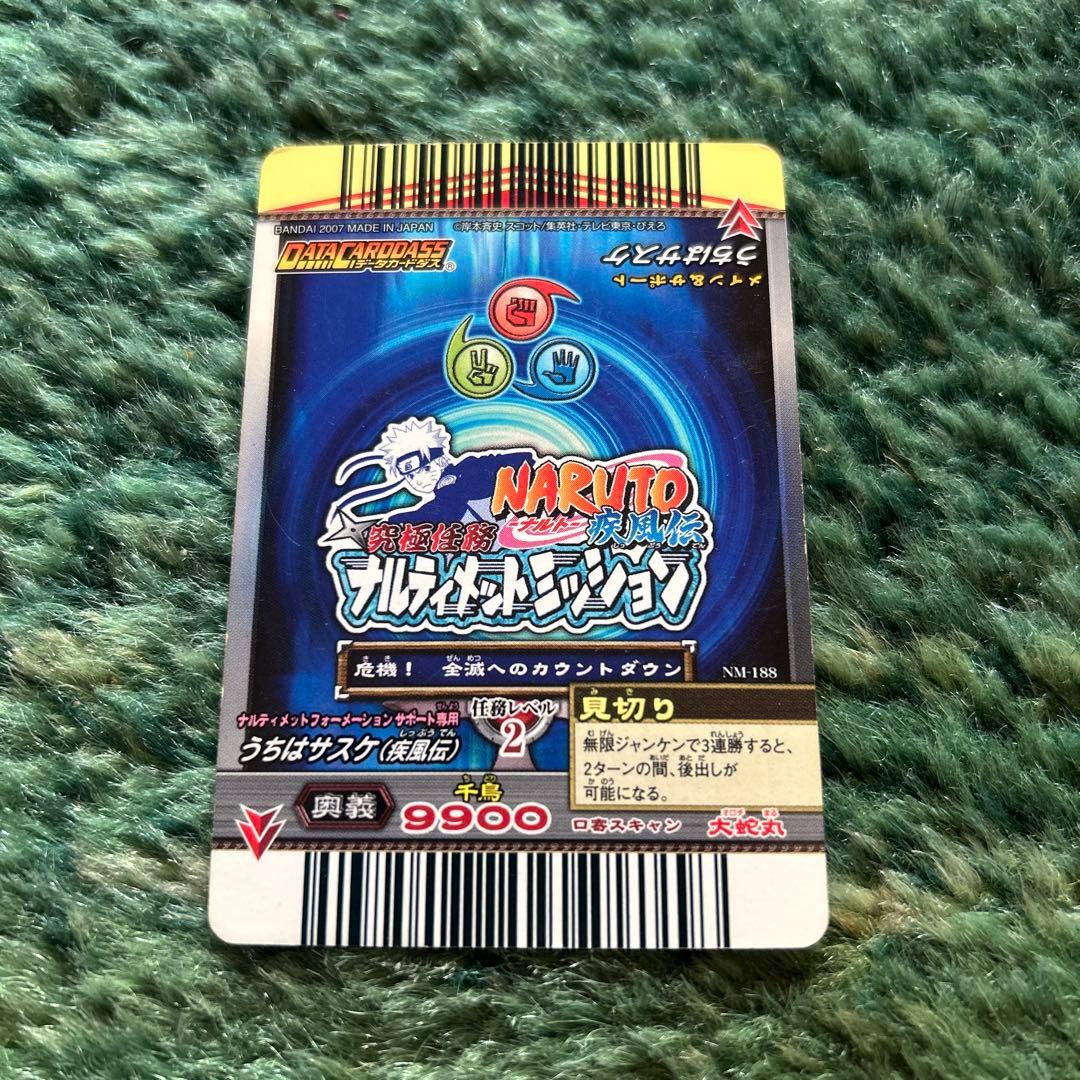 BANDAI 2007 MADE IN JAPAN ©岸本斉史 スコット/集英社・テレビ東京・ぴえろ
DATA CARDDASS
データカードダス®
うちはサスケ
メイン&サポート
NARUTO
-ナルト-
疾風伝
究極任務
ナルティメットミッション
危機! 全滅へのカウントダウン
NM-188
ナルティメットフォーメーション サポート専用
うちはサスケ(疾風伝)
任務レベル
2
見切り
無限ジャンケンで3連勝すると、
2ターンの間、後出しが
可能になる。
奥義
千鳥
9900
口寄スキャン
大蛇丸